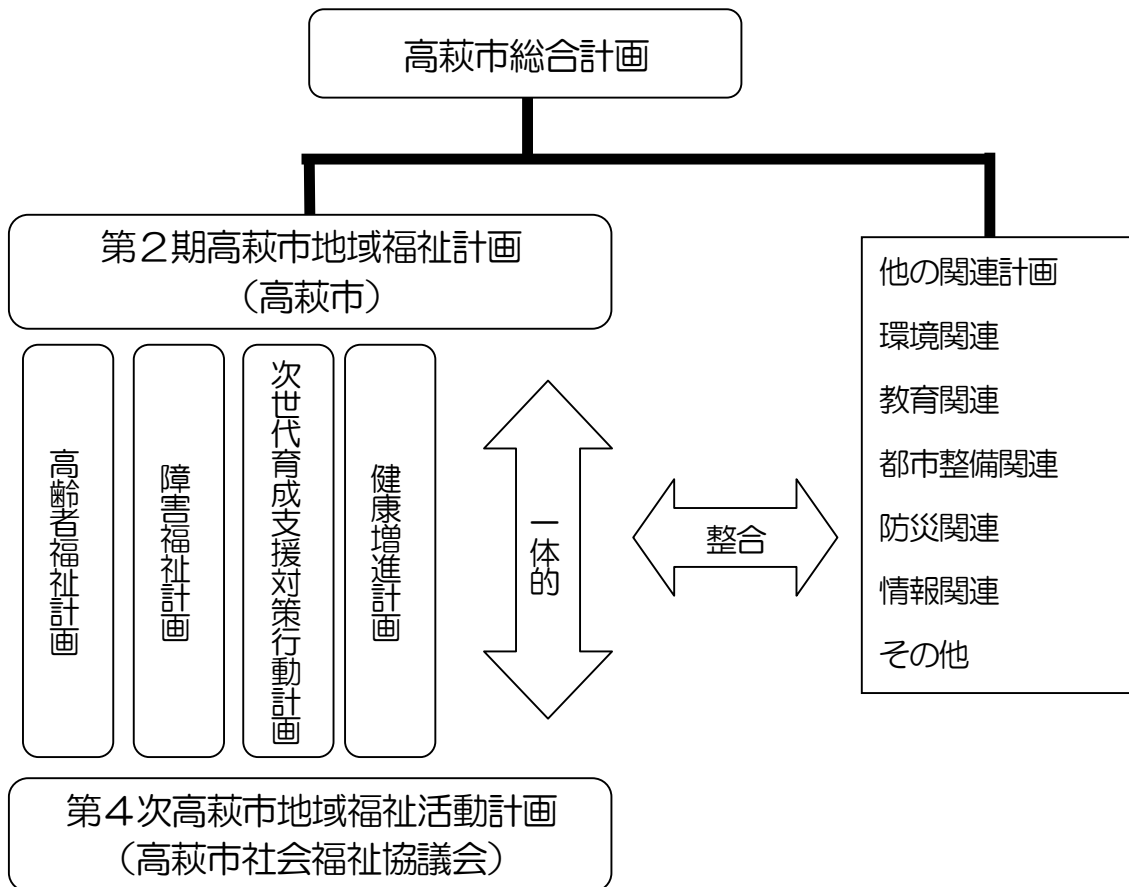 高萩市総合計画
第２期高萩市地域福祉計画
（高萩市）
高齢者福祉計画
障害福祉計画
次世代育成支援対策行動計画
健康増進計画
一体的
整合
他の関連計画
環境関連
教育関連
都市整備関連
防災関連
情報関連
その他
第４次高萩市地域福祉活動計画
（高萩市社会福祉協議会）